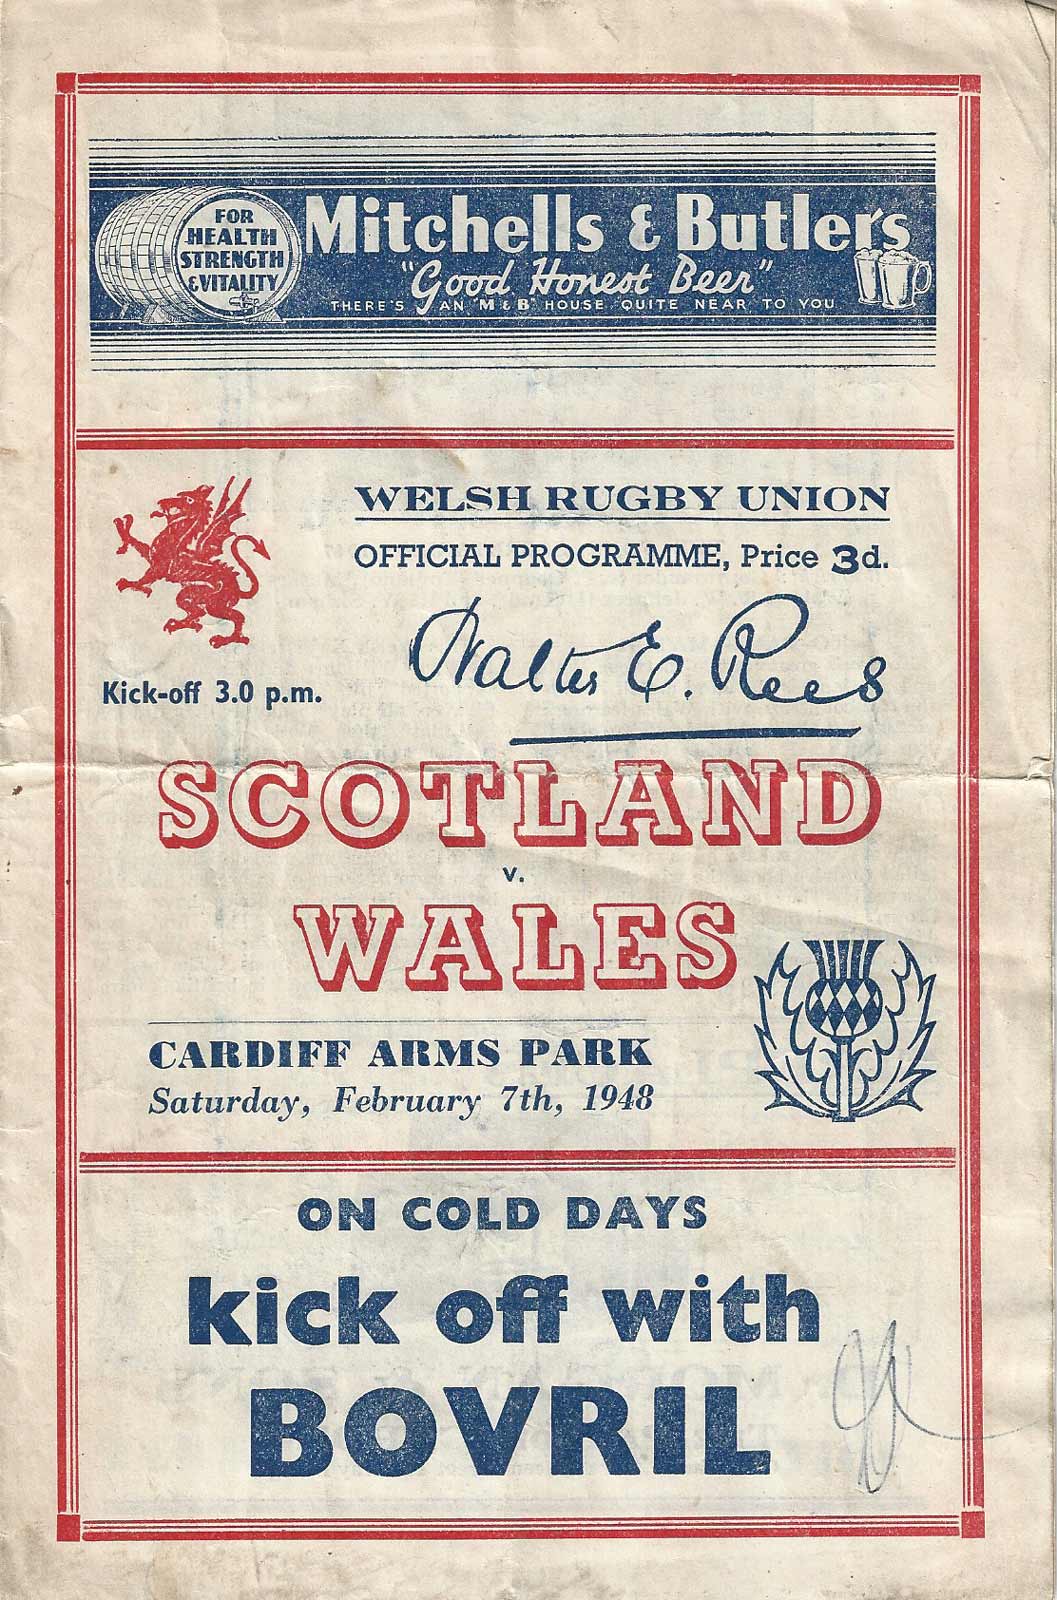 FOR
HEALTH
STRENGTH
& VITALITY
Mitchells & Butlers
"Good Honest Beer"
THERE'S AN "M & B" HOUSE QUITE NEAR TO YOU
WELSH RUGBY UNION
OFFICIAL PROGRAMME, Price 3d.
Walter E. Rees
Kick-off 3.0 p.m.
SCOTLAND
v.
WALES
CARDIFF ARMS PARK
Saturday, February 7th, 1948
ON COLD DAYS
kick off with
BOVRIL